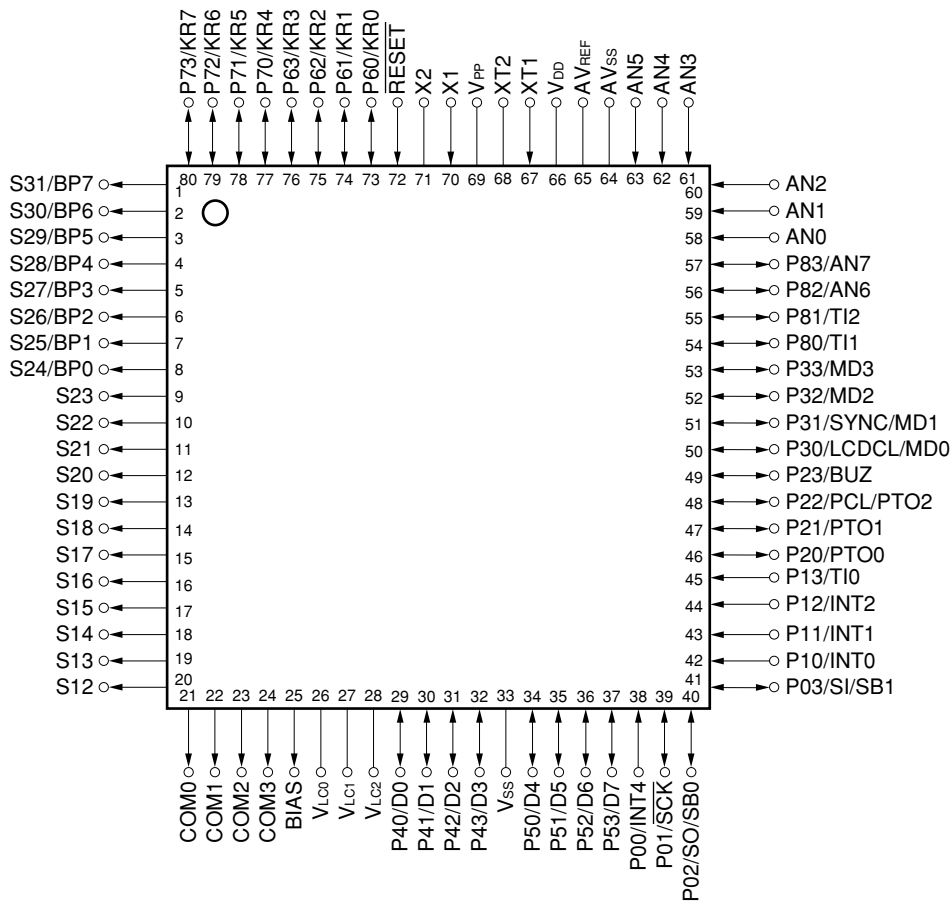 P73/KR7
P72/KR6
P71/KR5
P70/KR4
P63/KR3
P62/KR2
P61/KR1
P60/KR0
RESET
X2
X1
VPP
XT2
XT1
VDD
AVREF
AVSS
AN5
AN4
AN3
80 79 78 77 76 75 74 73 72 71 70 69 68 67 66 65 64 63 62 61
S31/BP7 1
S30/BP6 2
S29/BP5 3
S28/BP4 4
S27/BP3 5
S26/BP2 6
S25/BP1 7
S24/BP0 8
S23 9
S22 10
S21 11
S20 12
S19 13
S18 14
S17 15
S16 16
S15 17
S14 18
S13 19
S12 20
60 AN2
59 AN1
58 AN0
57 P83/AN7
56 P82/AN6
55 P81/TI2
54 P80/TI1
53 P33/MD3
52 P32/MD2
51 P31/SYNC/MD1
50 P30/LCDCL/MD0
49 P23/BUZ
48 P22/PCL/PTO2
47 P21/PTO1
46 P20/PTO0
45 P13/TI0
44 P12/INT2
43 P11/INT1
42 P10/INT0
41 P03/SI/SB1
21 22 23 24 25 26 27 28 29 30 31 32 33 34 35 36 37 38 39 40
COM0
COM1
COM2
COM3
BIAS
VLC0
VLC1
VLC2
P40/D0
P41/D1
P42/D2
P43/D3
VSS
P50/D4
P51/D5
P52/D6
P53/D7
P00/INT4
P01/SCK
P02/SO/SB0